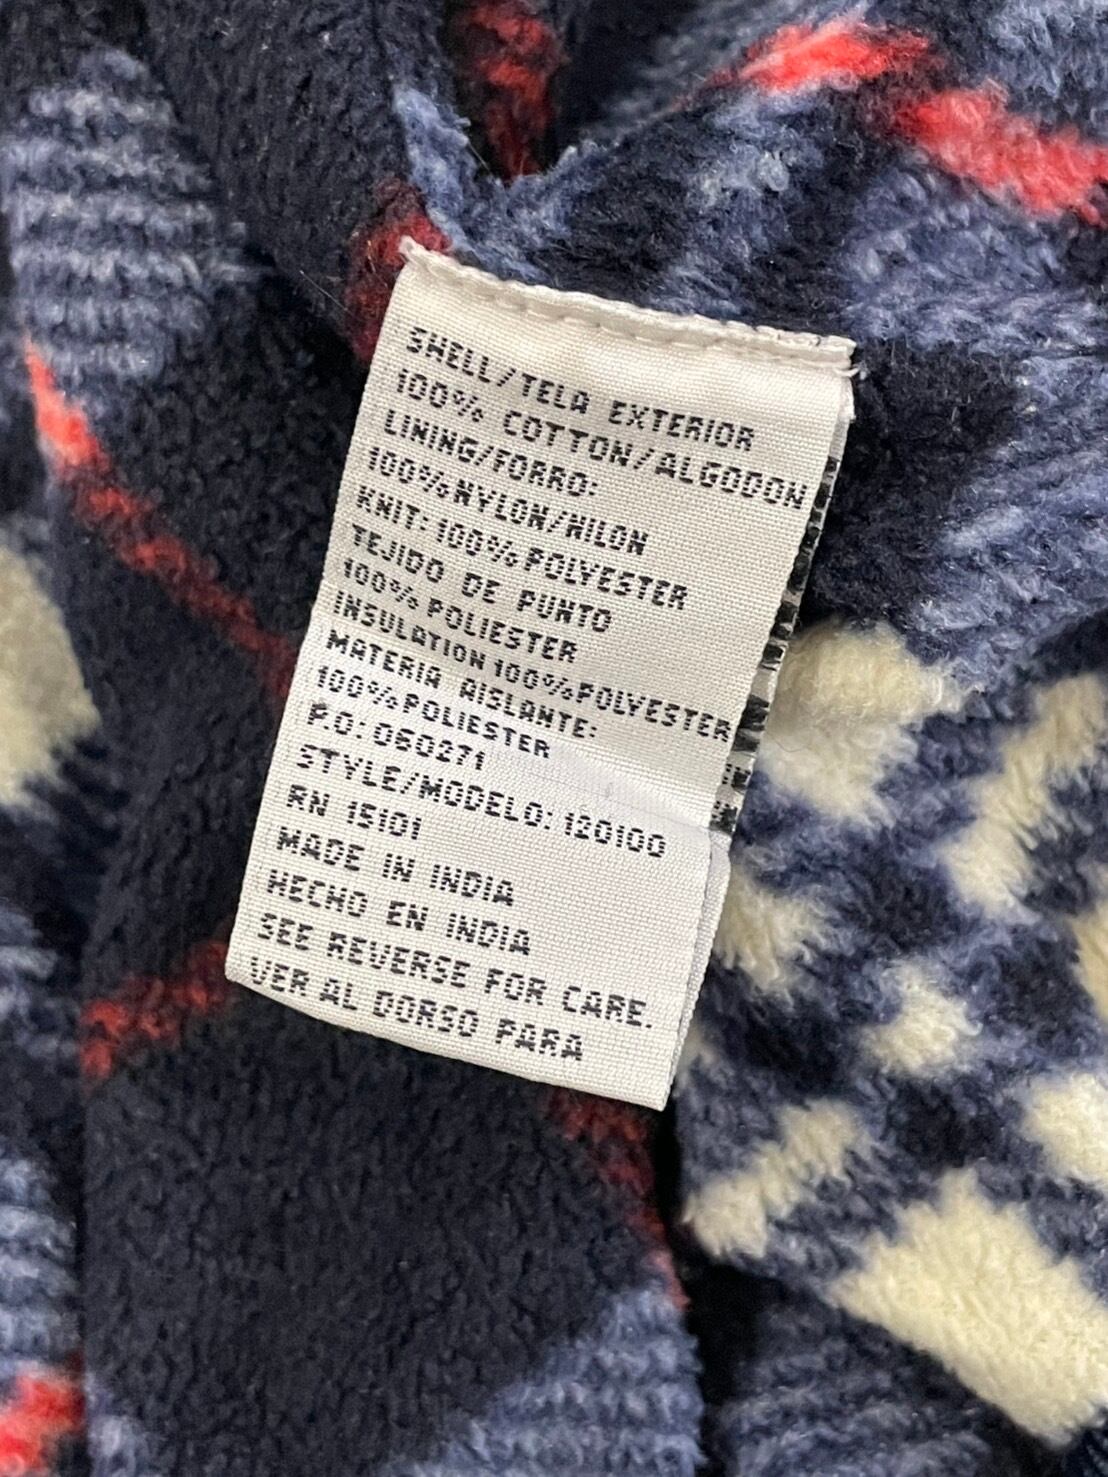 SHELL/TELA EXTERIOR
100% COTTON/ALGODON
LINING/FORRO:
100%NYLON/NILON
KNIT: 100%POLYESTER
TEJIDO DE PUNTO
100%POLIESTER
INSULATION 100%POLYESTER
MATERIA AISLANTE:
100%POLIESTER
P.O: 060271
STYLE/MODELO: 120100
RN 15101
MADE IN INDIA
HECHO EN INDIA
SEE REVERSE FOR CARE.
VER AL DORSO PARA